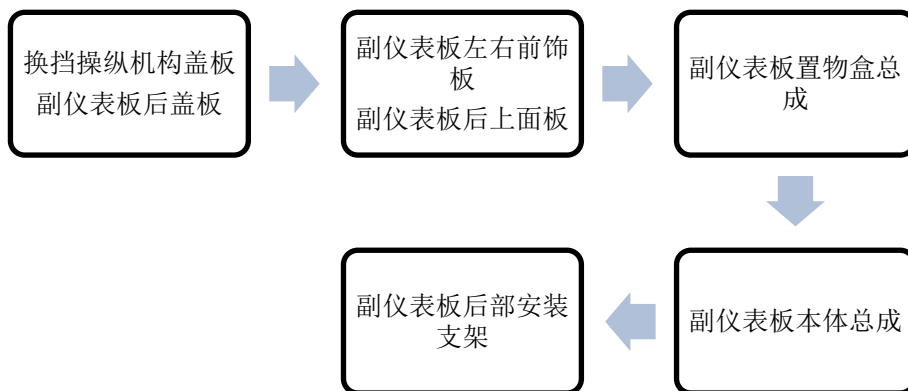 换挡操纵机构盖板
副仪表板后盖板
副仪表板左右前饰
板
副仪表板后上面板
副仪表板置物盒总
成
副仪表板本体总成
副仪表板后部安装
支架